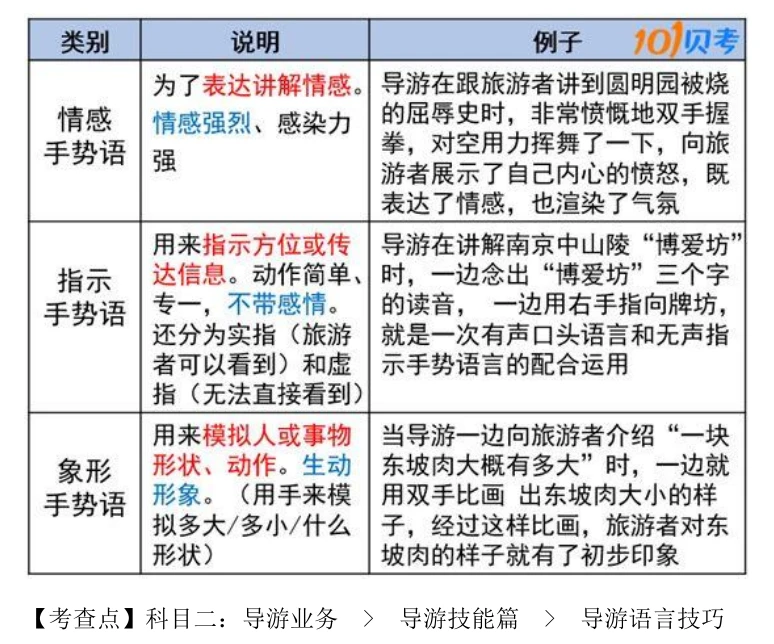 类别 说明 例子 101贝考
情感
手势语
为了表达讲解情感。
情感强烈、感染力
强
导游在跟旅游者讲到圆明园被烧
的屈辱史时，非常愤慨地双手握
拳，对空用力挥舞了一下，向旅
游者展示了自己内心的愤怒，既
表达了情感，也渲染了气氛
指示
手势语
用来指示方位或传
达信息。动作简单、
专一，不带感情。
还分为实指（旅游
者可以看到）和虚
指（无法直接看到）
导游在讲解南京中山陵“博爱坊”
时，一边念出“博爱坊”三个字
的读音， 一边用右手指向牌坊，
就是一次有声口头语言和无声指
示手势语言的配合运用
象形
手势语
用来模拟人或事物
形状、动作。生动
形象。（用手来模
拟多大/多小/什么
形状）
当导游一边向旅游者介绍“一块
东坡肉大概有多大”时，一边就
用双手比画 出东坡肉大小的样
子，经过这样比画，旅游者对东
坡肉的样子就有了初步印象
【考查点】科目二：导游业务 > 导游技能篇 > 导游语言技巧